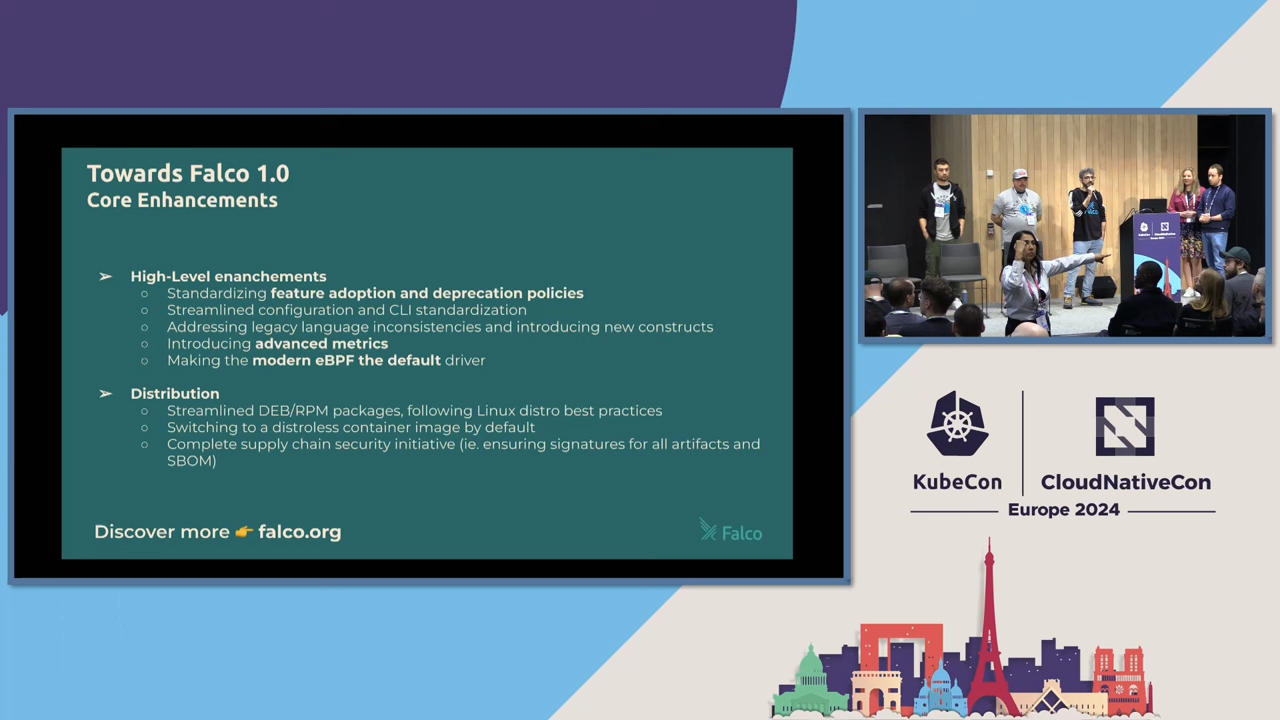 Towards Falco 1.0
Core Enhancements
➢ High-Level enanchements
○ Standardizing feature adoption and deprecation policies
○ Streamlined configuration and CLI standardization
○ Addressing legacy language inconsistencies and introducing new constructs
○ Introducing advanced metrics
○ Making the modern eBPF the default driver
➢ Distribution
○ Streamlined DEB/RPM packages, following Linux distro best practices
○ Switching to a distroless container image by default
○ Complete supply chain security initiative (ie. ensuring signatures for all artifacts and
SBOM)
Discover more 👉 falco.org
Falco
KubeCon
CloudNativeCon
Europe 2024